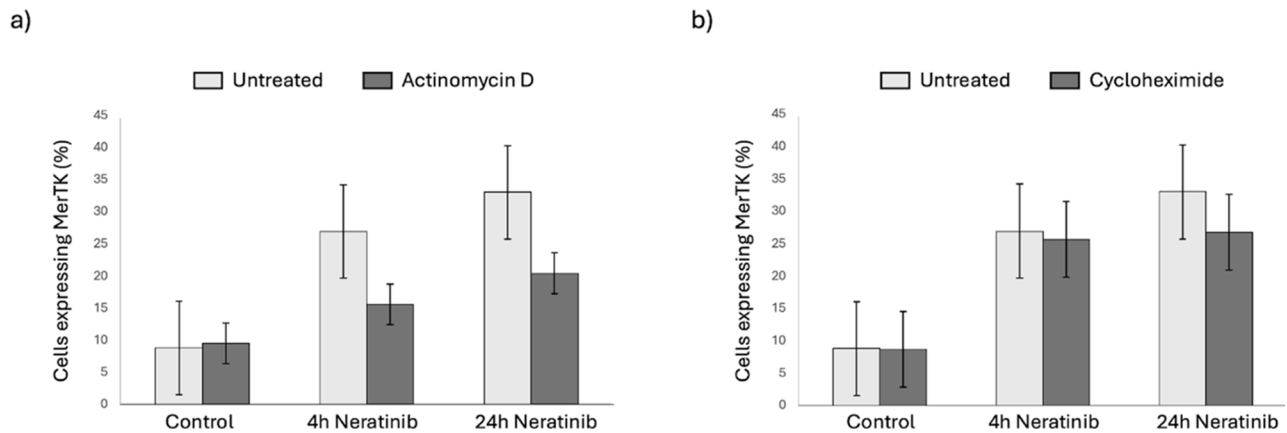 a)
Untreated Actinomycin D
Cells expressing MerTK (%)
45
40
35
30
25
20
15
10
5
0
Control 4h Neratinib 24h Neratinib
b)
Untreated Cycloheximide
Cells expressing MerTK (%)
45
40
35
30
25
20
15
10
5
0
Control 4h Neratinib 24h Neratinib